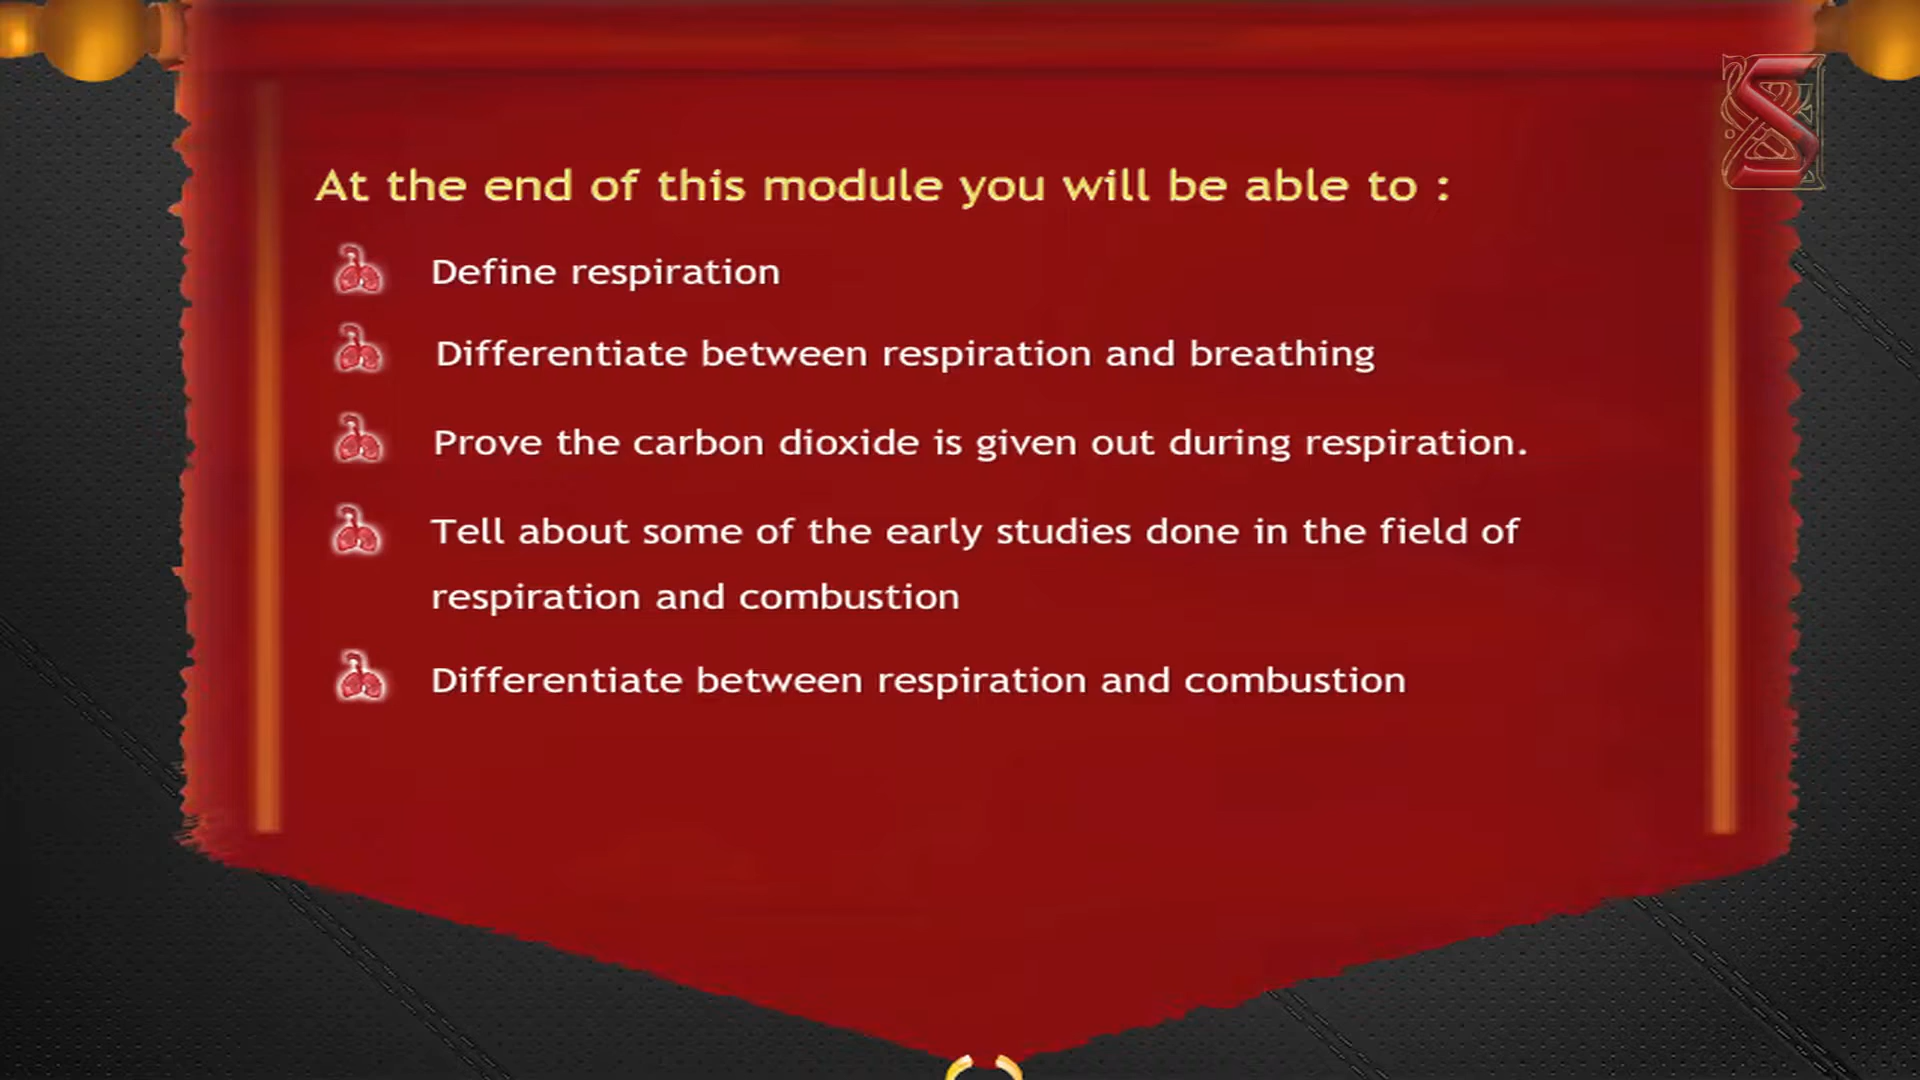 At the end of this module you will be able to :
Define respiration
Differentiate between respiration and breathing
Prove the carbon dioxide is given out during respiration.
Tell about some of the early studies done in the field of
respiration and combustion
Differentiate between respiration and combustion
S